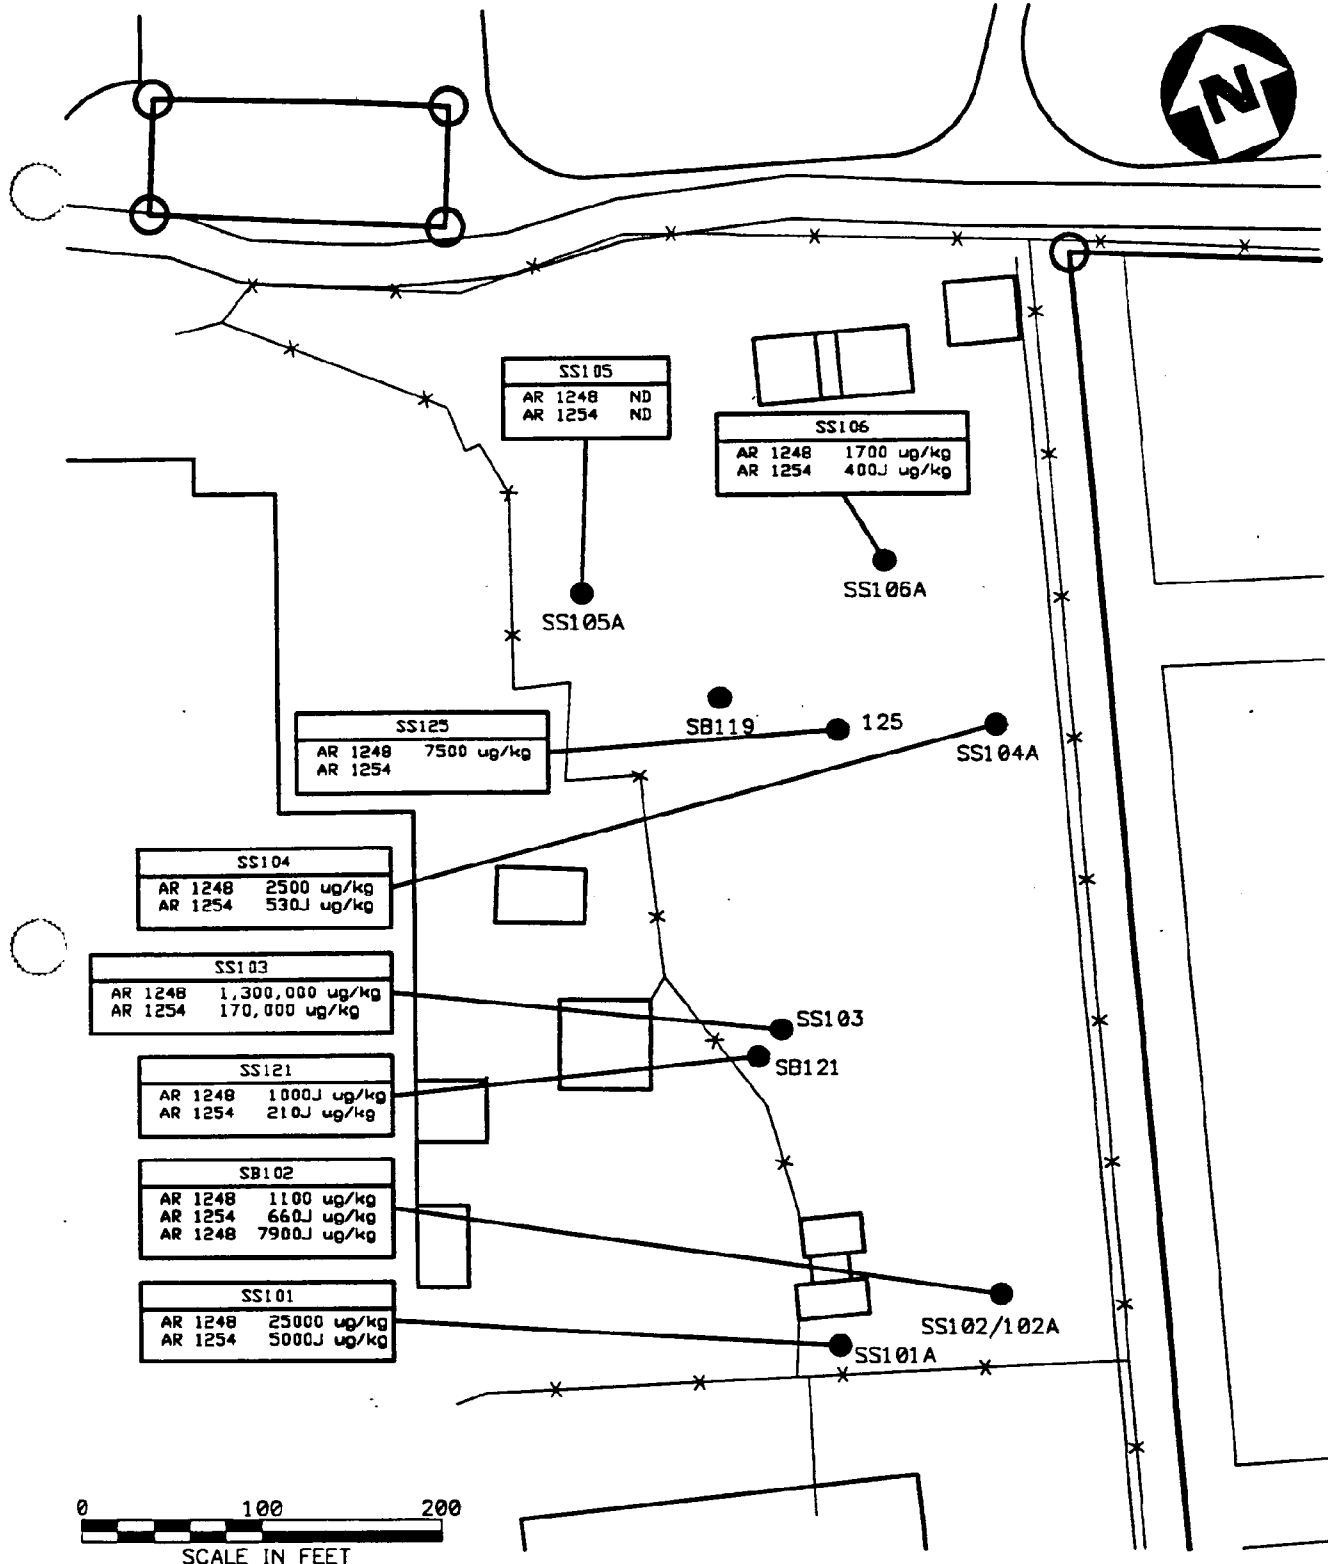 N
SS105
AR 1248 ND
AR 1254 ND
SS106
AR 1248 1700 ug/kg
AR 1254 400J ug/kg
SS106A
SS105A
SB119
125
SS104A
SS125
AR 1248 7500 ug/kg
AR 1254
SS104
AR 1248 2500 ug/kg
AR 1254 530J ug/kg
SS103
AR 1248 1,300,000 ug/kg
AR 1254 170,000 ug/kg
SS103
SB121
SS121
AR 1248 1000J ug/kg
AR 1254 210J ug/kg
SB102
AR 1248 1100 ug/kg
AR 1254 660J ug/kg
AR 1248 7900J ug/kg
SS102/102A
SS101
AR 1248 25000 ug/kg
AR 1254 5000J ug/kg
SS101A
0 100 200
SCALE IN FEET